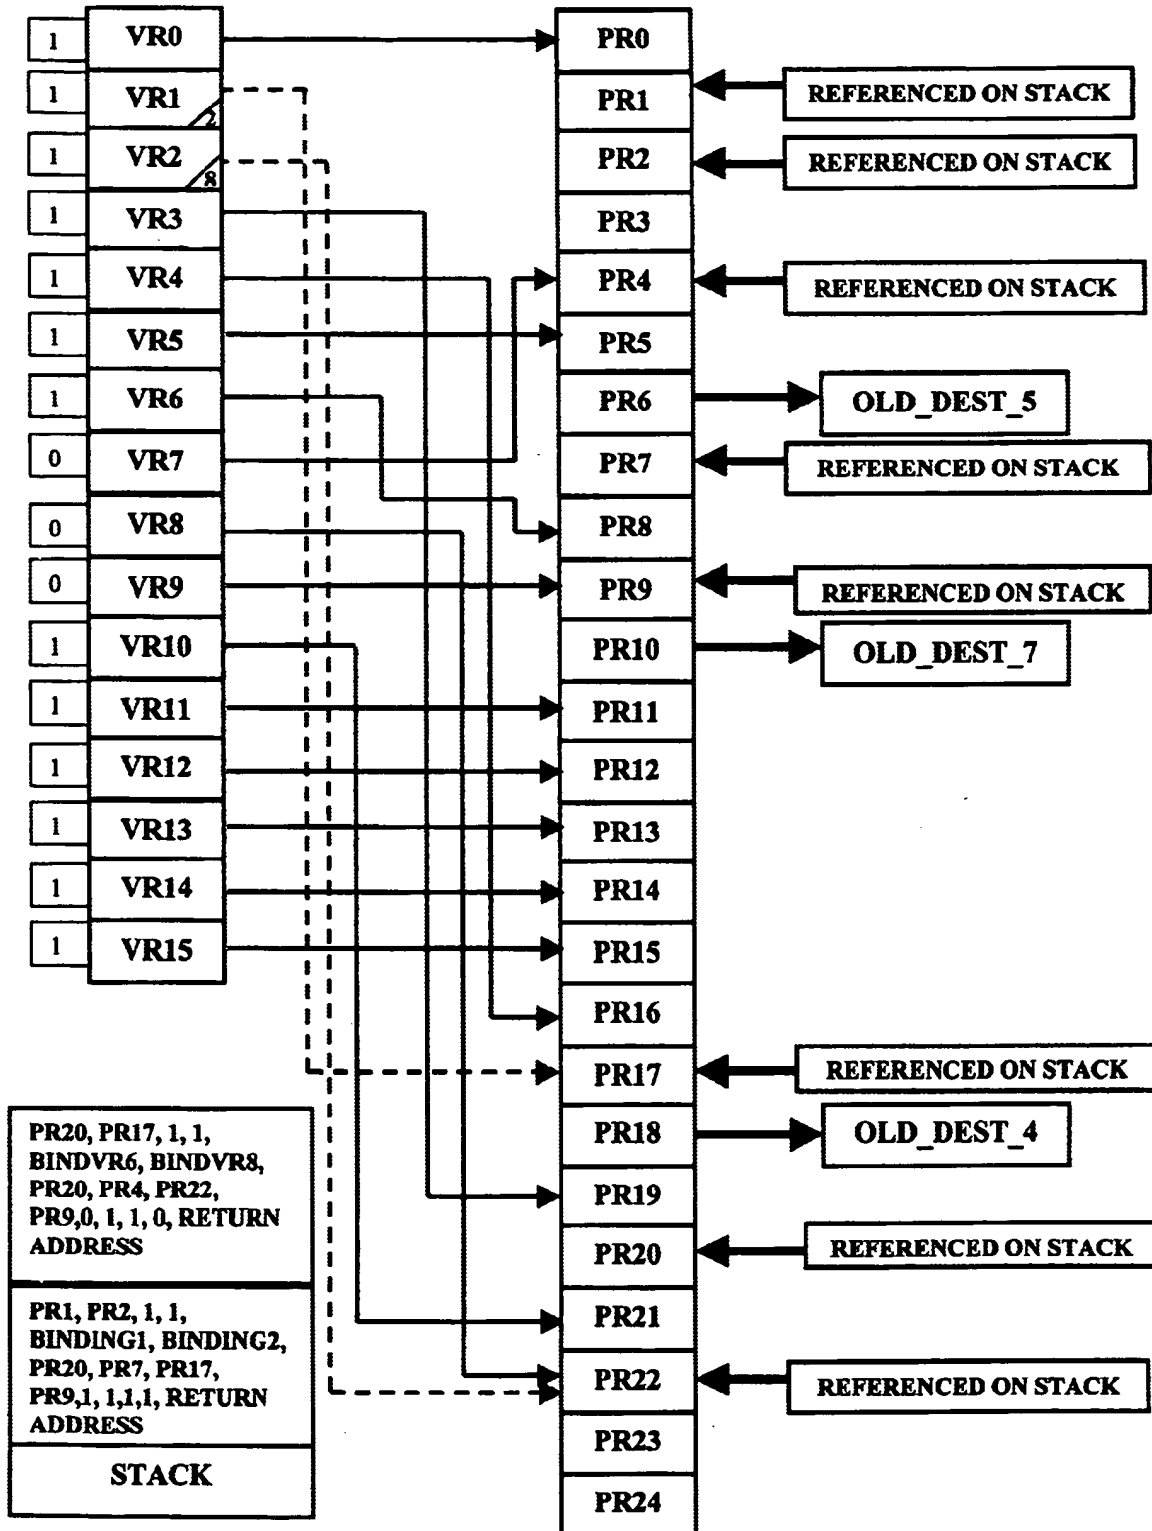 1 VR0
1 VR1 2
1 VR2 8
1 VR3
1 VR4
1 VR5
1 VR6
0 VR7
0 VR8
0 VR9
1 VR10
1 VR11
1 VR12
1 VR13
1 VR14
1 VR15
PR0
PR1 REFERENCED ON STACK
PR2 REFERENCED ON STACK
PR3
PR4 REFERENCED ON STACK
PR5
PR6 OLD_DEST_5
PR7 REFERENCED ON STACK
PR8
PR9 REFERENCED ON STACK
PR10 OLD_DEST_7
PR11
PR12
PR13
PR14
PR15
PR16
PR17 REFERENCED ON STACK
PR18 OLD_DEST_4
PR19
PR20 REFERENCED ON STACK
PR21
PR22 REFERENCED ON STACK
PR23
PR24
PR20, PR17, 1, 1,
BINDVR6, BINDVR8,
PR20, PR4, PR22,
PR9,0, 1, 1, 0, RETURN
ADDRESS
PR1, PR2, 1, 1,
BINDING1, BINDING2,
PR20, PR7, PR17,
PR9,1, 1,1,1, RETURN
ADDRESS
STACK